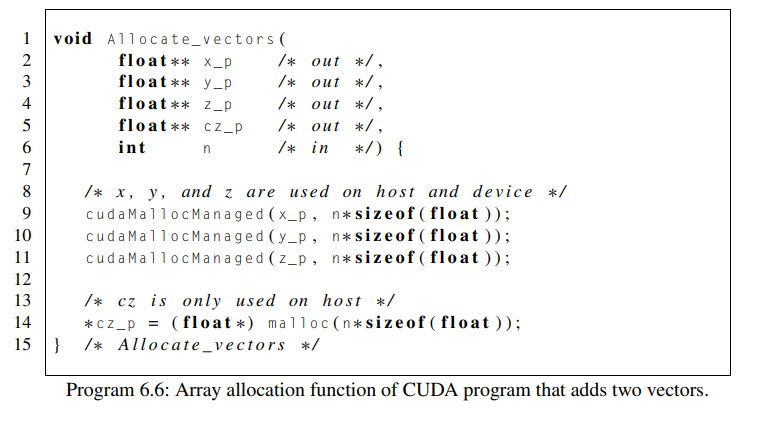 1 void Allocate_vectors(
2 float** x_p /* out */,
3 float** y_p /* out */,
4 float** z_p /* out */,
5 float** cz_p /* out */,
6 int n /* in */) {
7
8 /* x, y, and z are used on host and device */
9 cudaMallocManaged(x_p, n*sizeof(float));
10 cudaMallocManaged(y_p, n*sizeof(float));
11 cudaMallocManaged(z_p, n*sizeof(float));
12
13 /* cz is only used on host */
14 *cz_p = (float*) malloc(n*sizeof(float));
15 } /* Allocate_vectors */
Program 6.6: Array allocation function of CUDA program that adds two vectors.